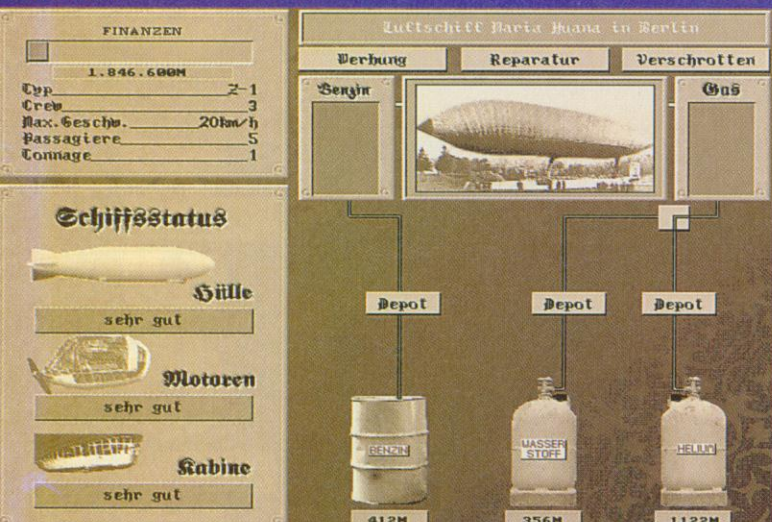 FINANZEN
1.846.600M
Typ Z-1
Crew 3
Max.Geschw. 20km/h
Passagiere 5
Tonnage 1
Schiffsstatus
Hülle
sehr gut
Motoren
sehr gut
Kabine
sehr gut
Luftschiff Maria Huana in Berlin
Werbung Reparatur Verschrotten
Benzin Gas
Depot Depot Depot
BENZIN
WASSER
STOFF
HELIUM
412M 356M 1122M